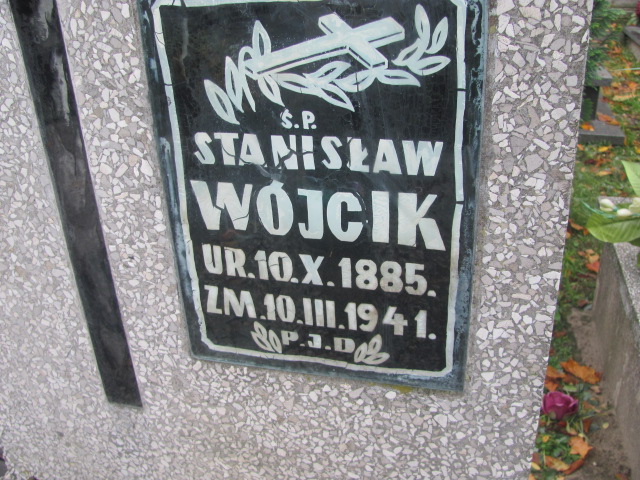 Ś.P.
STANISŁAW
WÓJCIK
UR.10.X.1885.
ZM.10.III.1941.
P.J.D